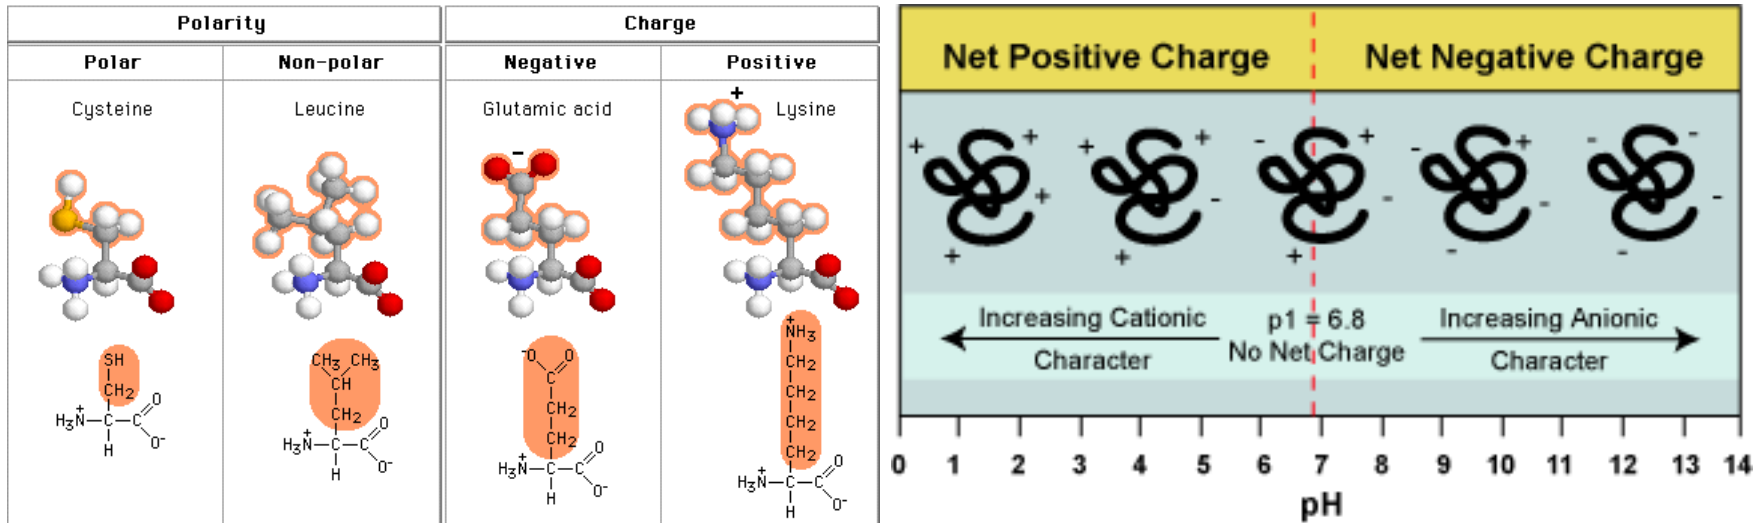 Polarity
Charge
Polar
Non-polar
Negative
Positive
Cysteine
Leucine
Glutamic acid
Lysine
+
-
SH
CH2
H3N+
C
C
O
O-
H
CH3 CH3
CH
CH2
H3N+
C
C
O
O-
H
-O
O
C
CH2
CH2
H3N+
C
C
O
O-
H
+
NH3
CH2
CH2
CH2
CH2
H3N+
C
C
O
O-
H
Net Positive Charge
Net Negative Charge
+ + + +
+ + - +
- + - +
- + - -
- - - -
Increasing Cationic
Character
p1 = 6.8
No Net Charge
Increasing Anionic
Character
0 1 2 3 4 5 6 7 8 9 10 11 12 13 14
pH